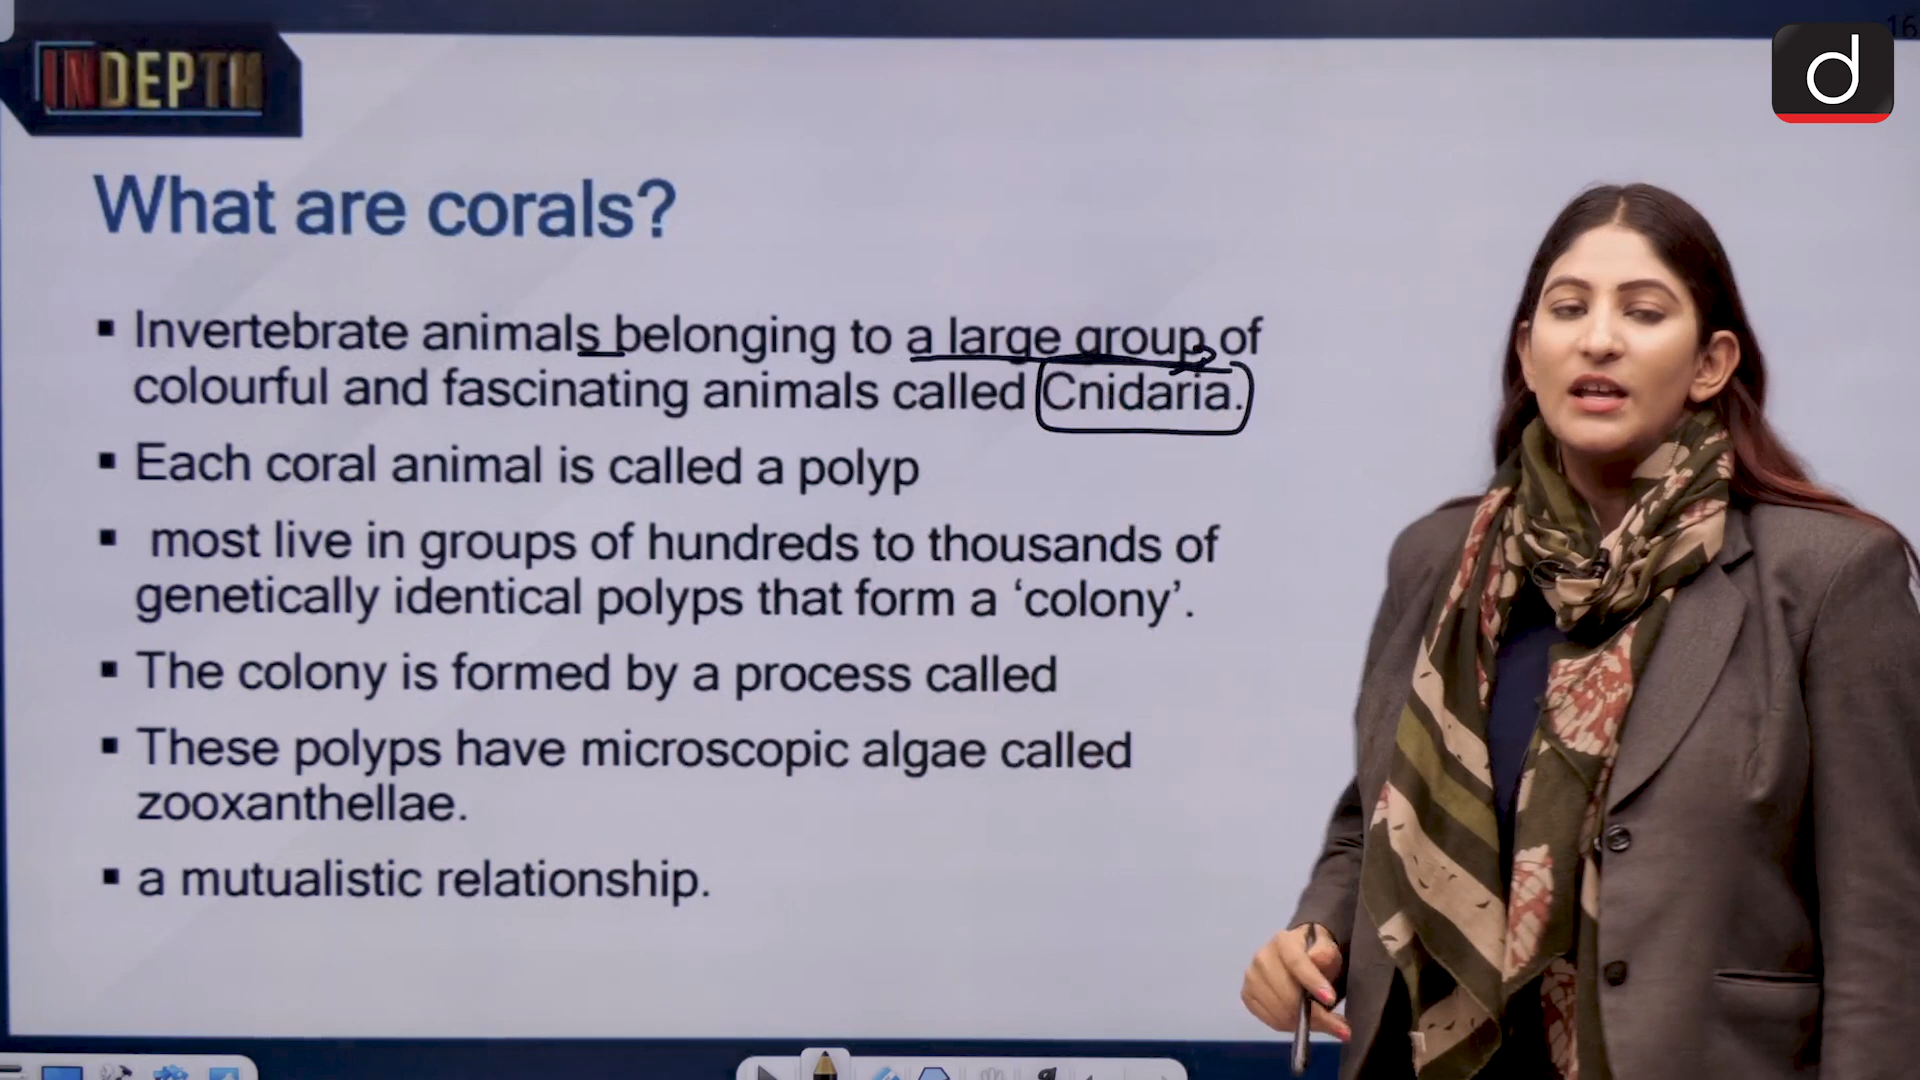 16
d
INDEPTH
What are corals?
▪ Invertebrate animals belonging to a large group of
colourful and fascinating animals called Cnidaria.
▪ Each coral animal is called a polyp
▪ most live in groups of hundreds to thousands of
genetically identical polyps that form a ‘colony’.
▪ The colony is formed by a process called
▪ These polyps have microscopic algae called
zooxanthellae.
▪ a mutualistic relationship.